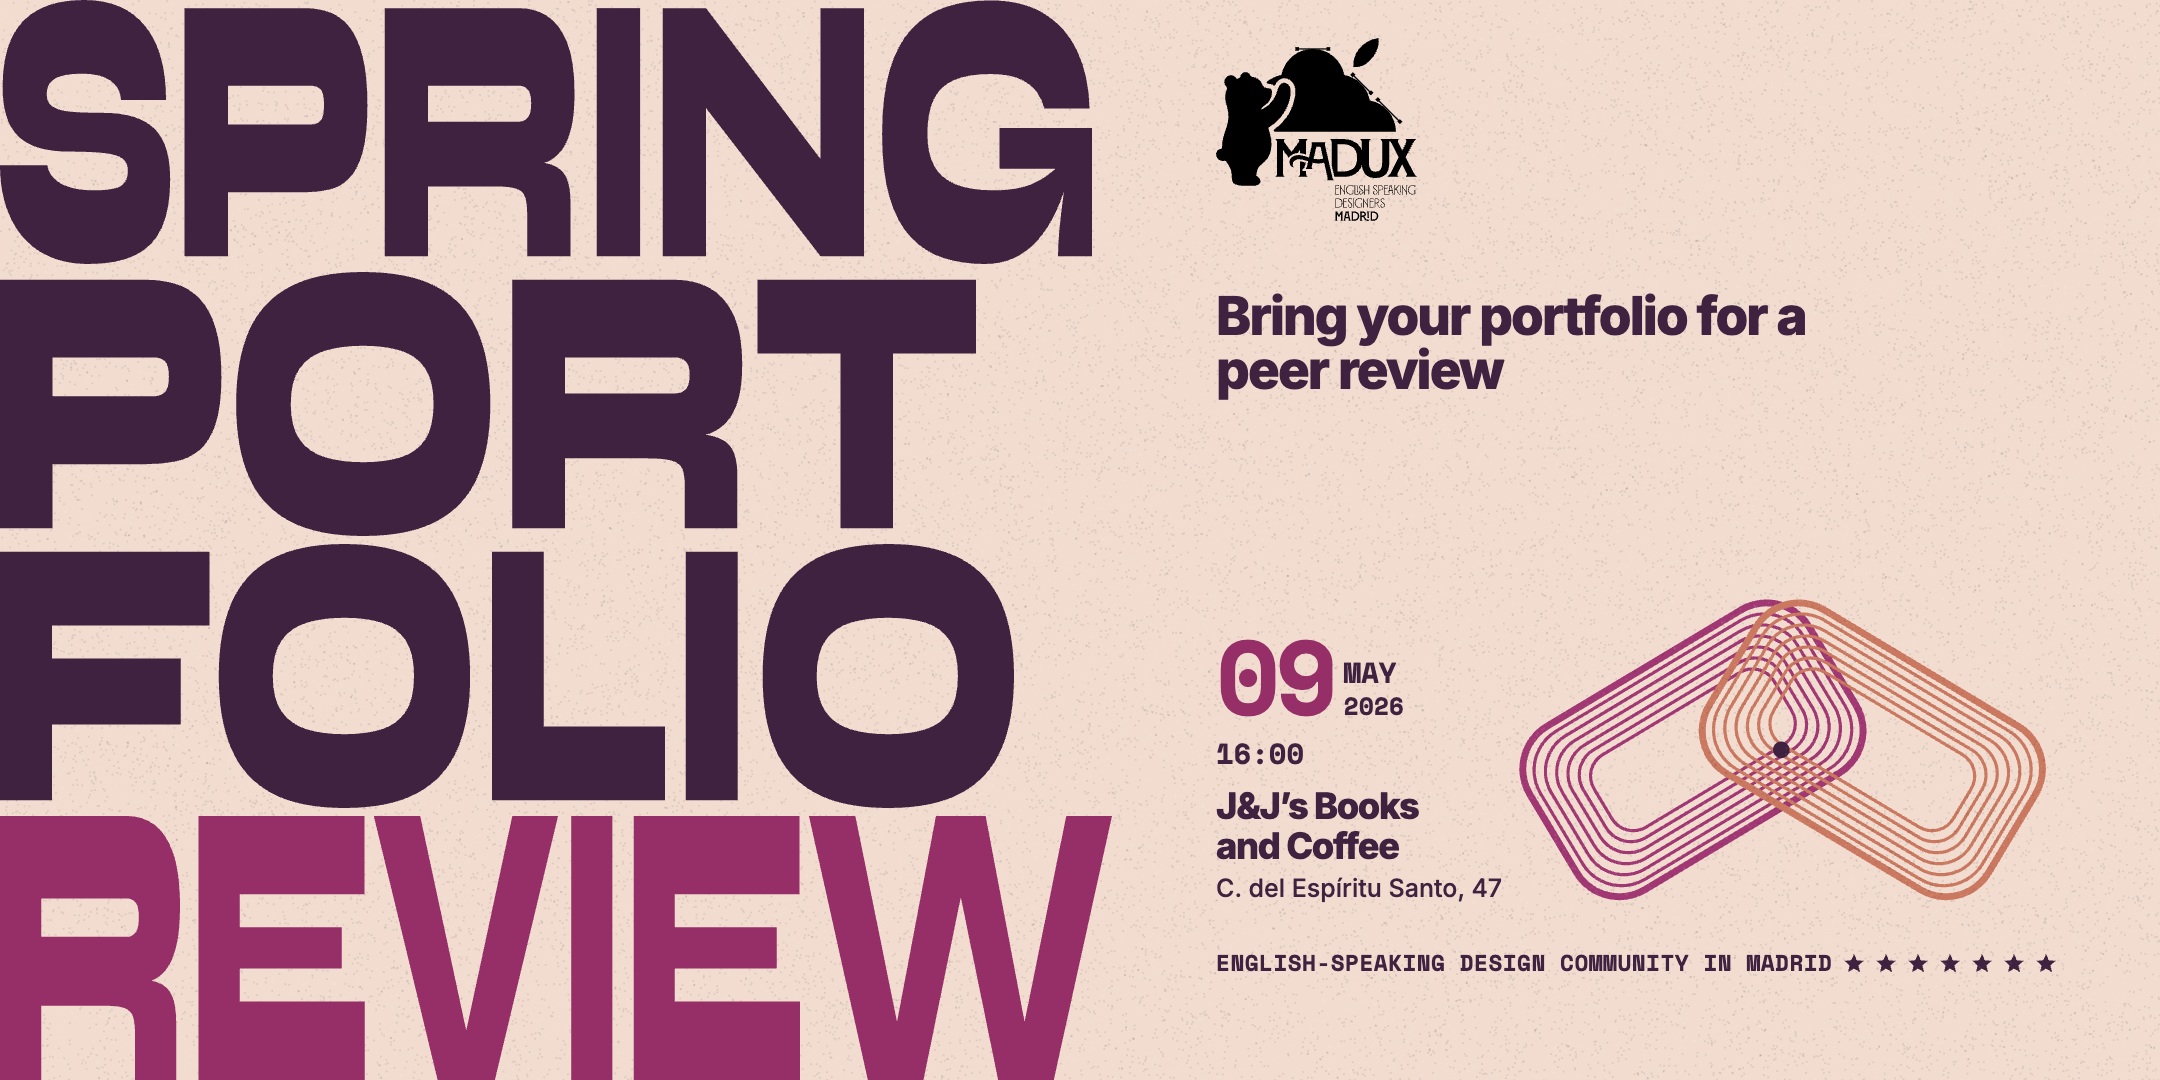 SPRING
PORT
FOLIO
REVIEW
MADUX
ENGLISH SPEAKING
DESIGNERS
MADRID
Bring your portfolio for a
peer review
09 MAY
2026
16:00
J&J’s Books
and Coffee
C. del Espíritu Santo, 47
ENGLISH-SPEAKING DESIGN COMMUNITY IN MADRID ★ ★ ★ ★ ★ ★ ★